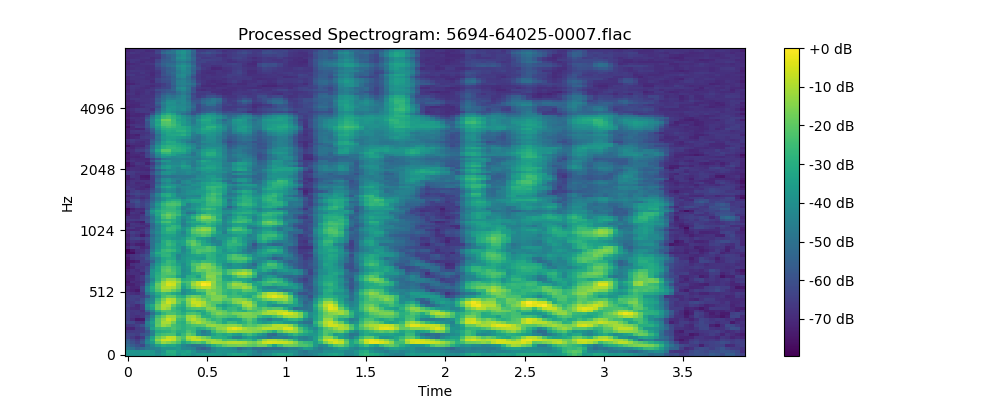 Processed Spectrogram: 5694-64025-0007.flac
Hz
4096
2048
1024
512
0
0 0.5 1 1.5 2 2.5 3 3.5
Time
+0 dB
-10 dB
-20 dB
-30 dB
-40 dB
-50 dB
-60 dB
-70 dB